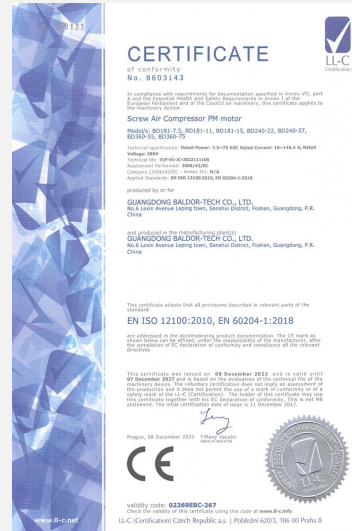 CERTIFICATE
of conformity
No. 8603143
LL-C
Certification
In compliance with requirements for documentation specified in Annex VII, part
A and the Essential Health and Safety Requirements in Annex I of the
European Parliament and of the Council on machinery, this certificate applies to
the machinery device:
Screw Air Compressor PM motor
Model/s: BD181-7.5, BD181-11, BD181-15, BD240-22, BD240-37,
BD360-55, BD360-75
Technical specification: Rated Power: 7.5~75 KW; Rated Current: 16~146.4 A; Rated
Voltage: 380V
Technical file: TCF-VO-JC-2022111105
Assessment Performed: 2006/42/EC
Category (2006/42/EC - Annex IV): N/A
Applied Standards: EN ISO 12100:2010, EN 60204-1:2018
produced by or for
GUANGDONG BALDOR-TECH CO., LTD.
No.6 Lexin Avenue Leping town, Sanshui District, Foshan, Guangdong, P.R.
China
and produced in the manufacturing plant(s)
GUANGDONG BALDOR-TECH CO., LTD.
No.6 Lexin Avenue Leping town, Sanshui District, Foshan, Guangdong, P.R.
China
This certificate attests that all provisions described in relevant parts of the
standard
EN ISO 12100:2010, EN 60204-1:2018
are addressed in the accompanying product documentation. The CE mark as
shown below can be affixed, under the responsibility of the manufacturer, after
the completion of EC declaration of conformity and compliance all the relevant
directives
This certificate was issued on 08 December 2022 and is valid until
07 December 2027 and is based on the evaluation of the technical file of the
machinery device. The voluntary certification does not imply an assessment of
the production and it does not permit the use of a mark of conformity or of a
safety mark of the LL-C (Certification). The holder of this certificate may use
this certificate together with his EC declaration of conformity. This is not NB
statement. The initial certification date of issue is 11 December 2017.
Prague, 08 December 2022
Tiffany Vaculin
CE
LL-C
validity code: 02369EBC-267
Check the validity of this certificate using this code at www.ll-c.info
www.ll-c.net
LL-C (Certification) Czech Republic a.s. | Pobřežní 620/3, 186 00 Praha 8